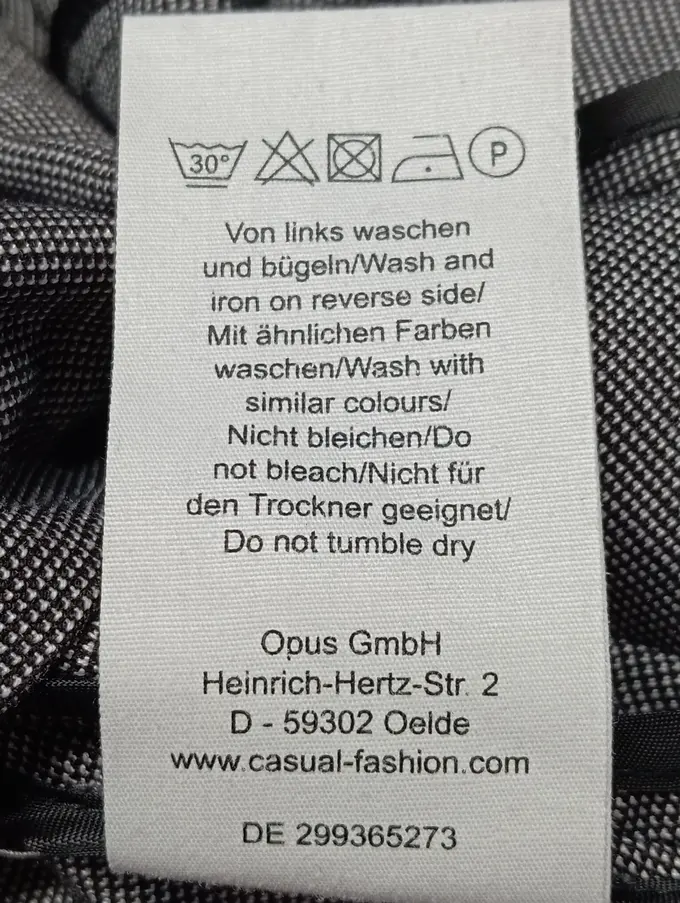 30°
P
Von links waschen
und bügeln/Wash and
iron on reverse side/
Mit ähnlichen Farben
waschen/Wash with
similar colours/
Nicht bleichen/Do
not bleach/Nicht für
den Trockner geeignet/
Do not tumble dry
Opus GmbH
Heinrich-Hertz-Str. 2
D - 59302 Oelde
www.casual-fashion.com
DE 299365273